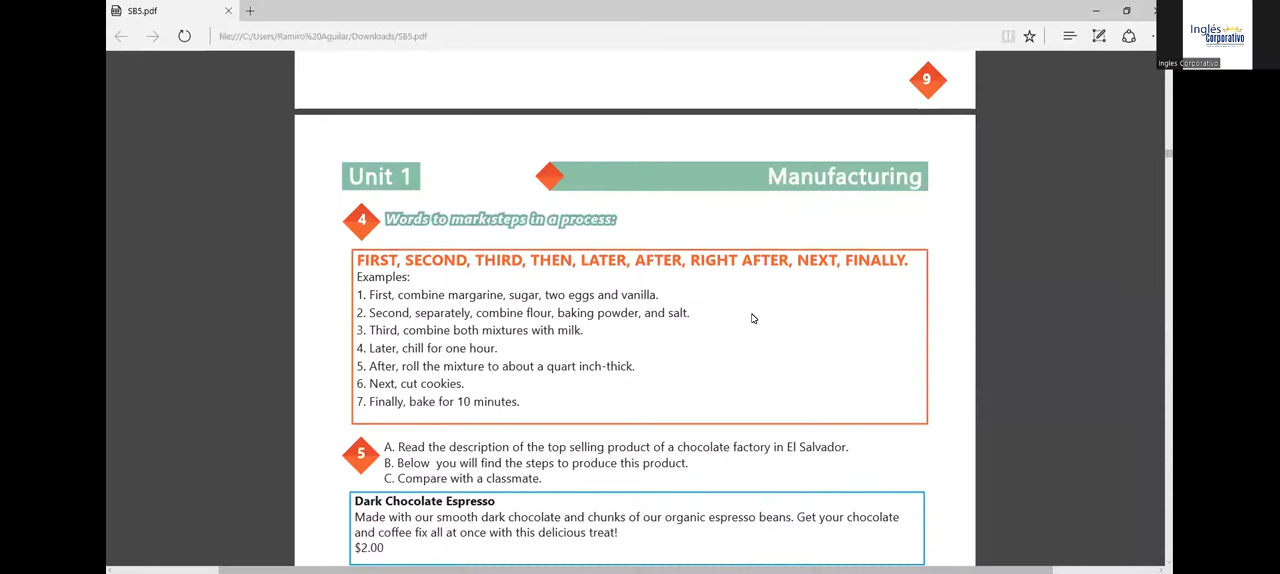 SB5.pdf
file:///C:/Users/Ramiro%20Aguilar/Downloads/SB5.pdf
Inglés
Corporativo
Ingles Corporativo
9
Unit 1
Manufacturing
4
Words to mark steps in a process:
FIRST, SECOND, THIRD, THEN, LATER, AFTER, RIGHT AFTER, NEXT, FINALLY.
Examples:
1. First, combine margarine, sugar, two eggs and vanilla.
2. Second, separately, combine flour, baking powder, and salt.
3. Third, combine both mixtures with milk.
4. Later, chill for one hour.
5. After, roll the mixture to about a quart inch-thick.
6. Next, cut cookies.
7. Finally, bake for 10 minutes.
5
A. Read the description of the top selling product of a chocolate factory in El Salvador.
B. Below you will find the steps to produce this product.
C. Compare with a classmate.
Dark Chocolate Espresso
Made with our smooth dark chocolate and chunks of our organic espresso beans. Get your chocolate
and coffee fix all at once with this delicious treat!
$2.00